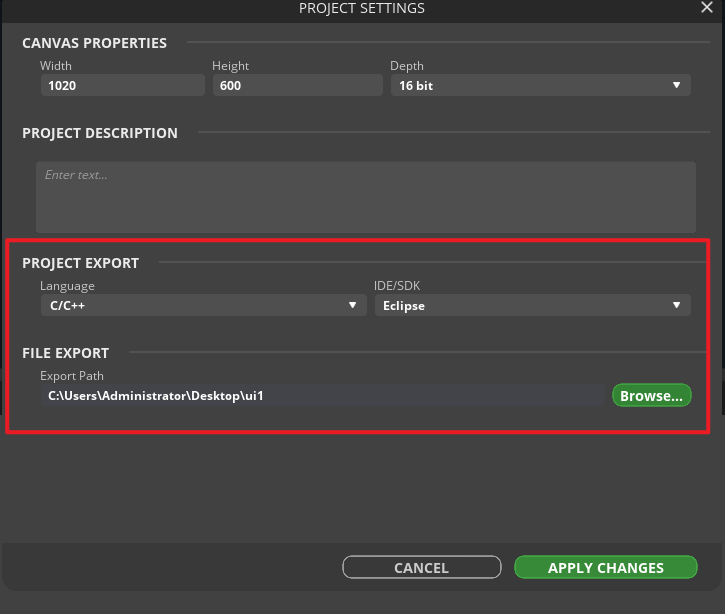 PROJECT SETTINGS
CANVAS PROPERTIES
Width Height Depth
1020 600 16 bit
PROJECT DESCRIPTION
Enter text...
PROJECT EXPORT
Language IDE/SDK
C/C++ Eclipse
FILE EXPORT
Export Path
C:\Users\Administrator\Desktop\ui1 Browse...
CANCEL APPLY CHANGES